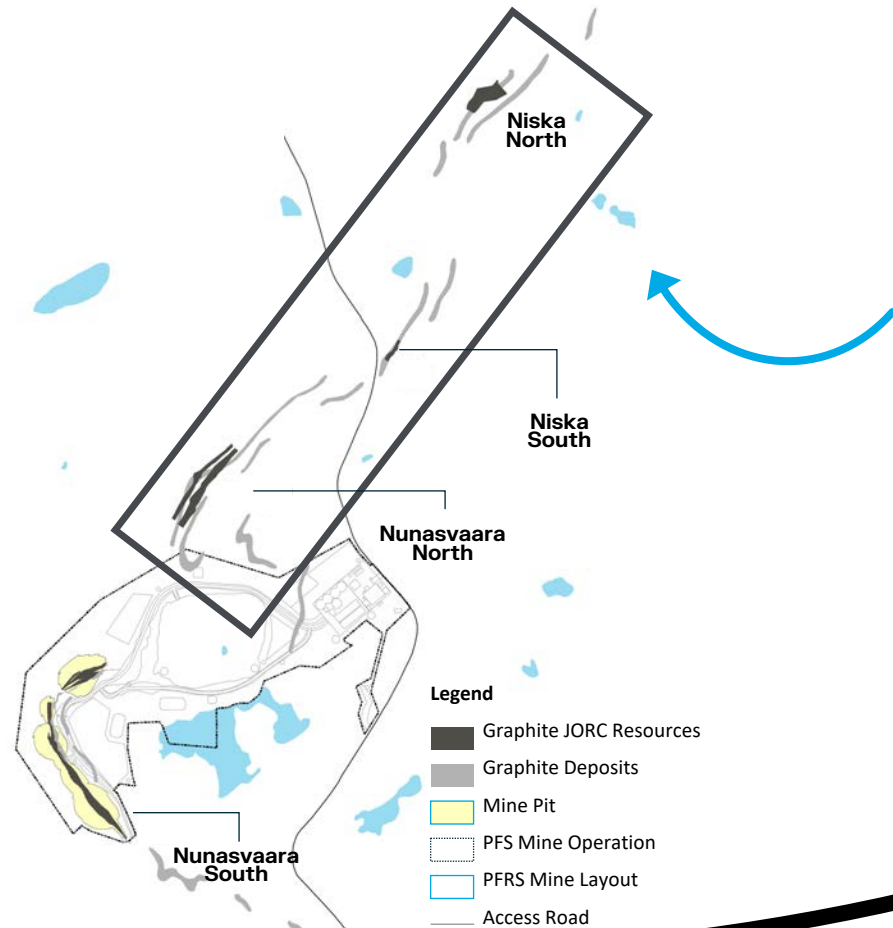 Niska
North
Niska
South
Nunasvaara
North
Nunasvaara
South
Legend
Graphite JORC Resources
Graphite Deposits
Mine Pit
PFS Mine Operation
PFRS Mine Layout
Access Road